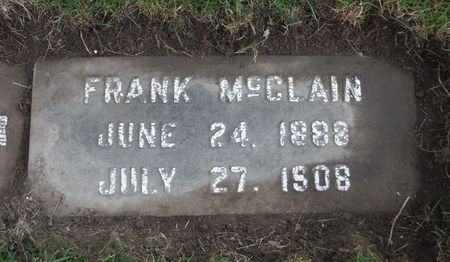 FRANK McCLAIN
JUNE 24. 1888
JULY 27. 1908